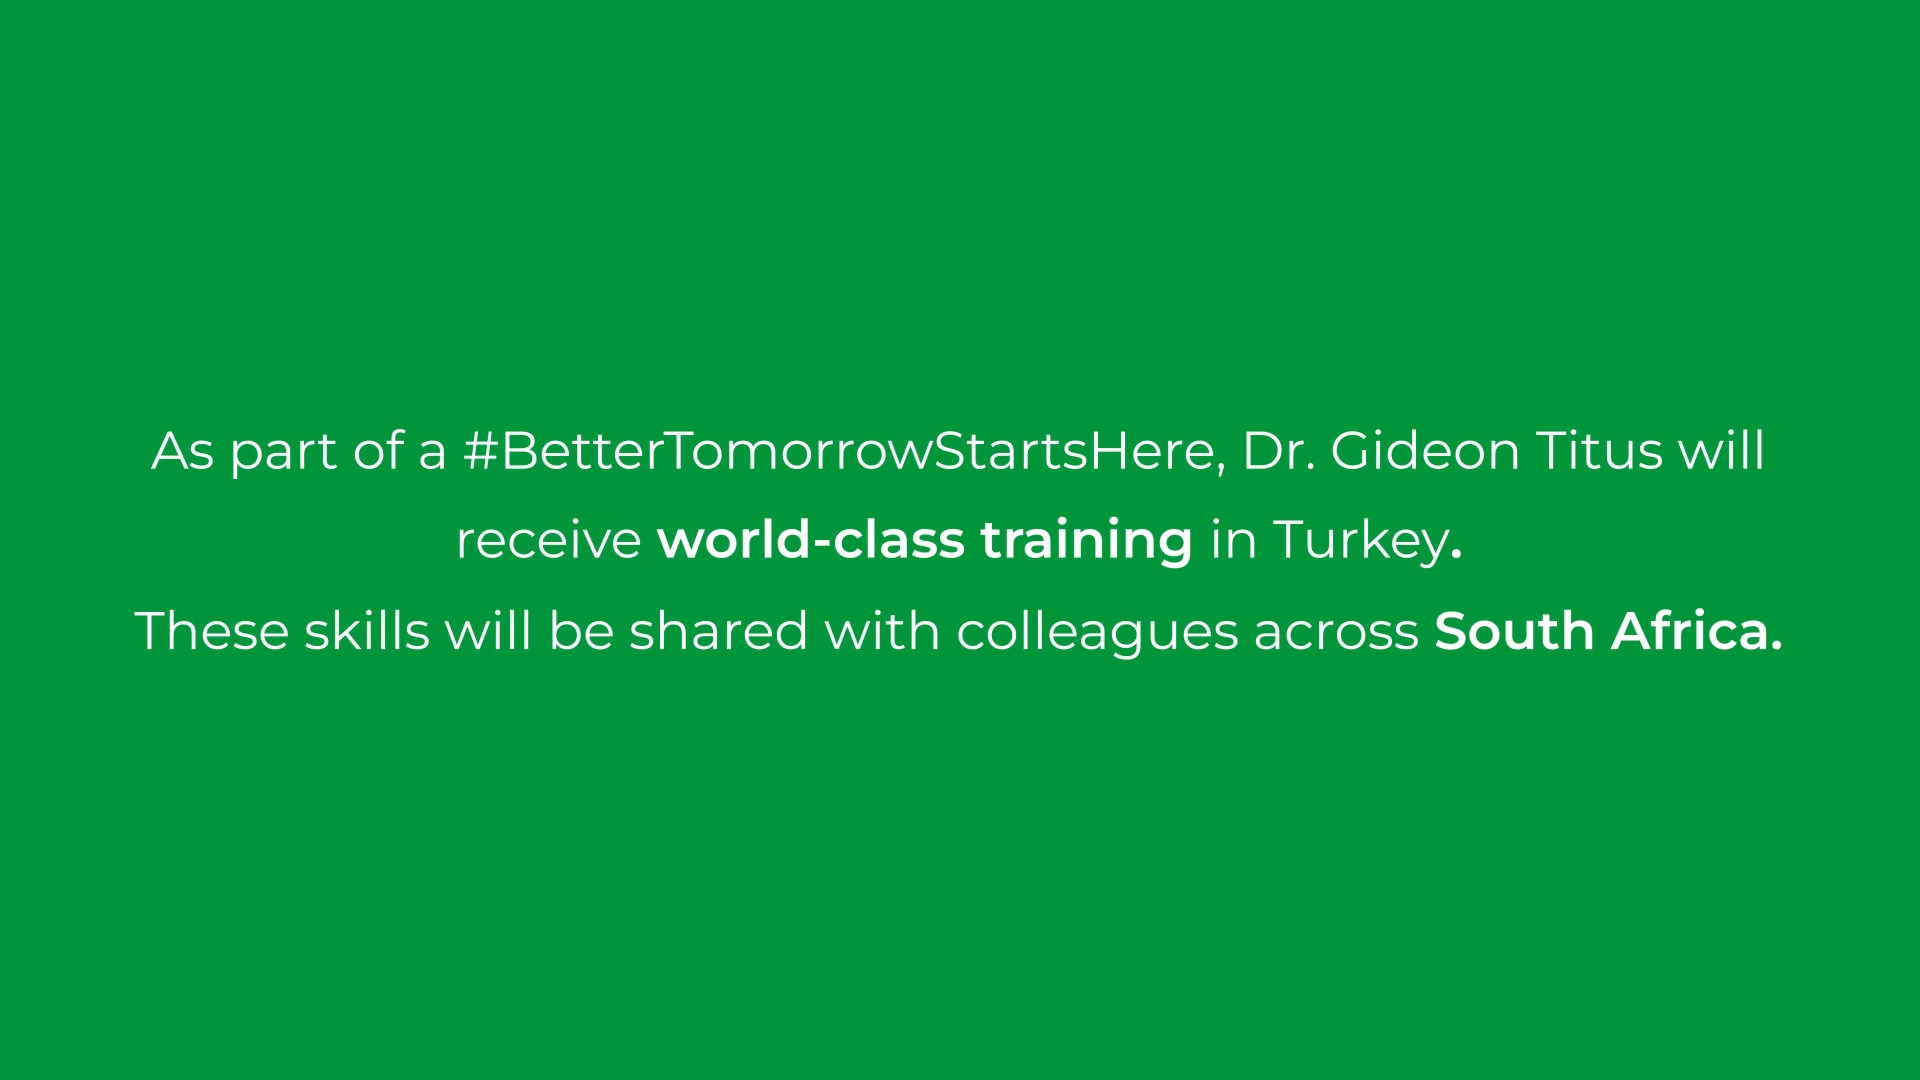 As part of a #BetterTomorrowStartsHere, Dr. Gideon Titus will
receive world-class training in Turkey.
These skills will be shared with colleagues across South Africa.